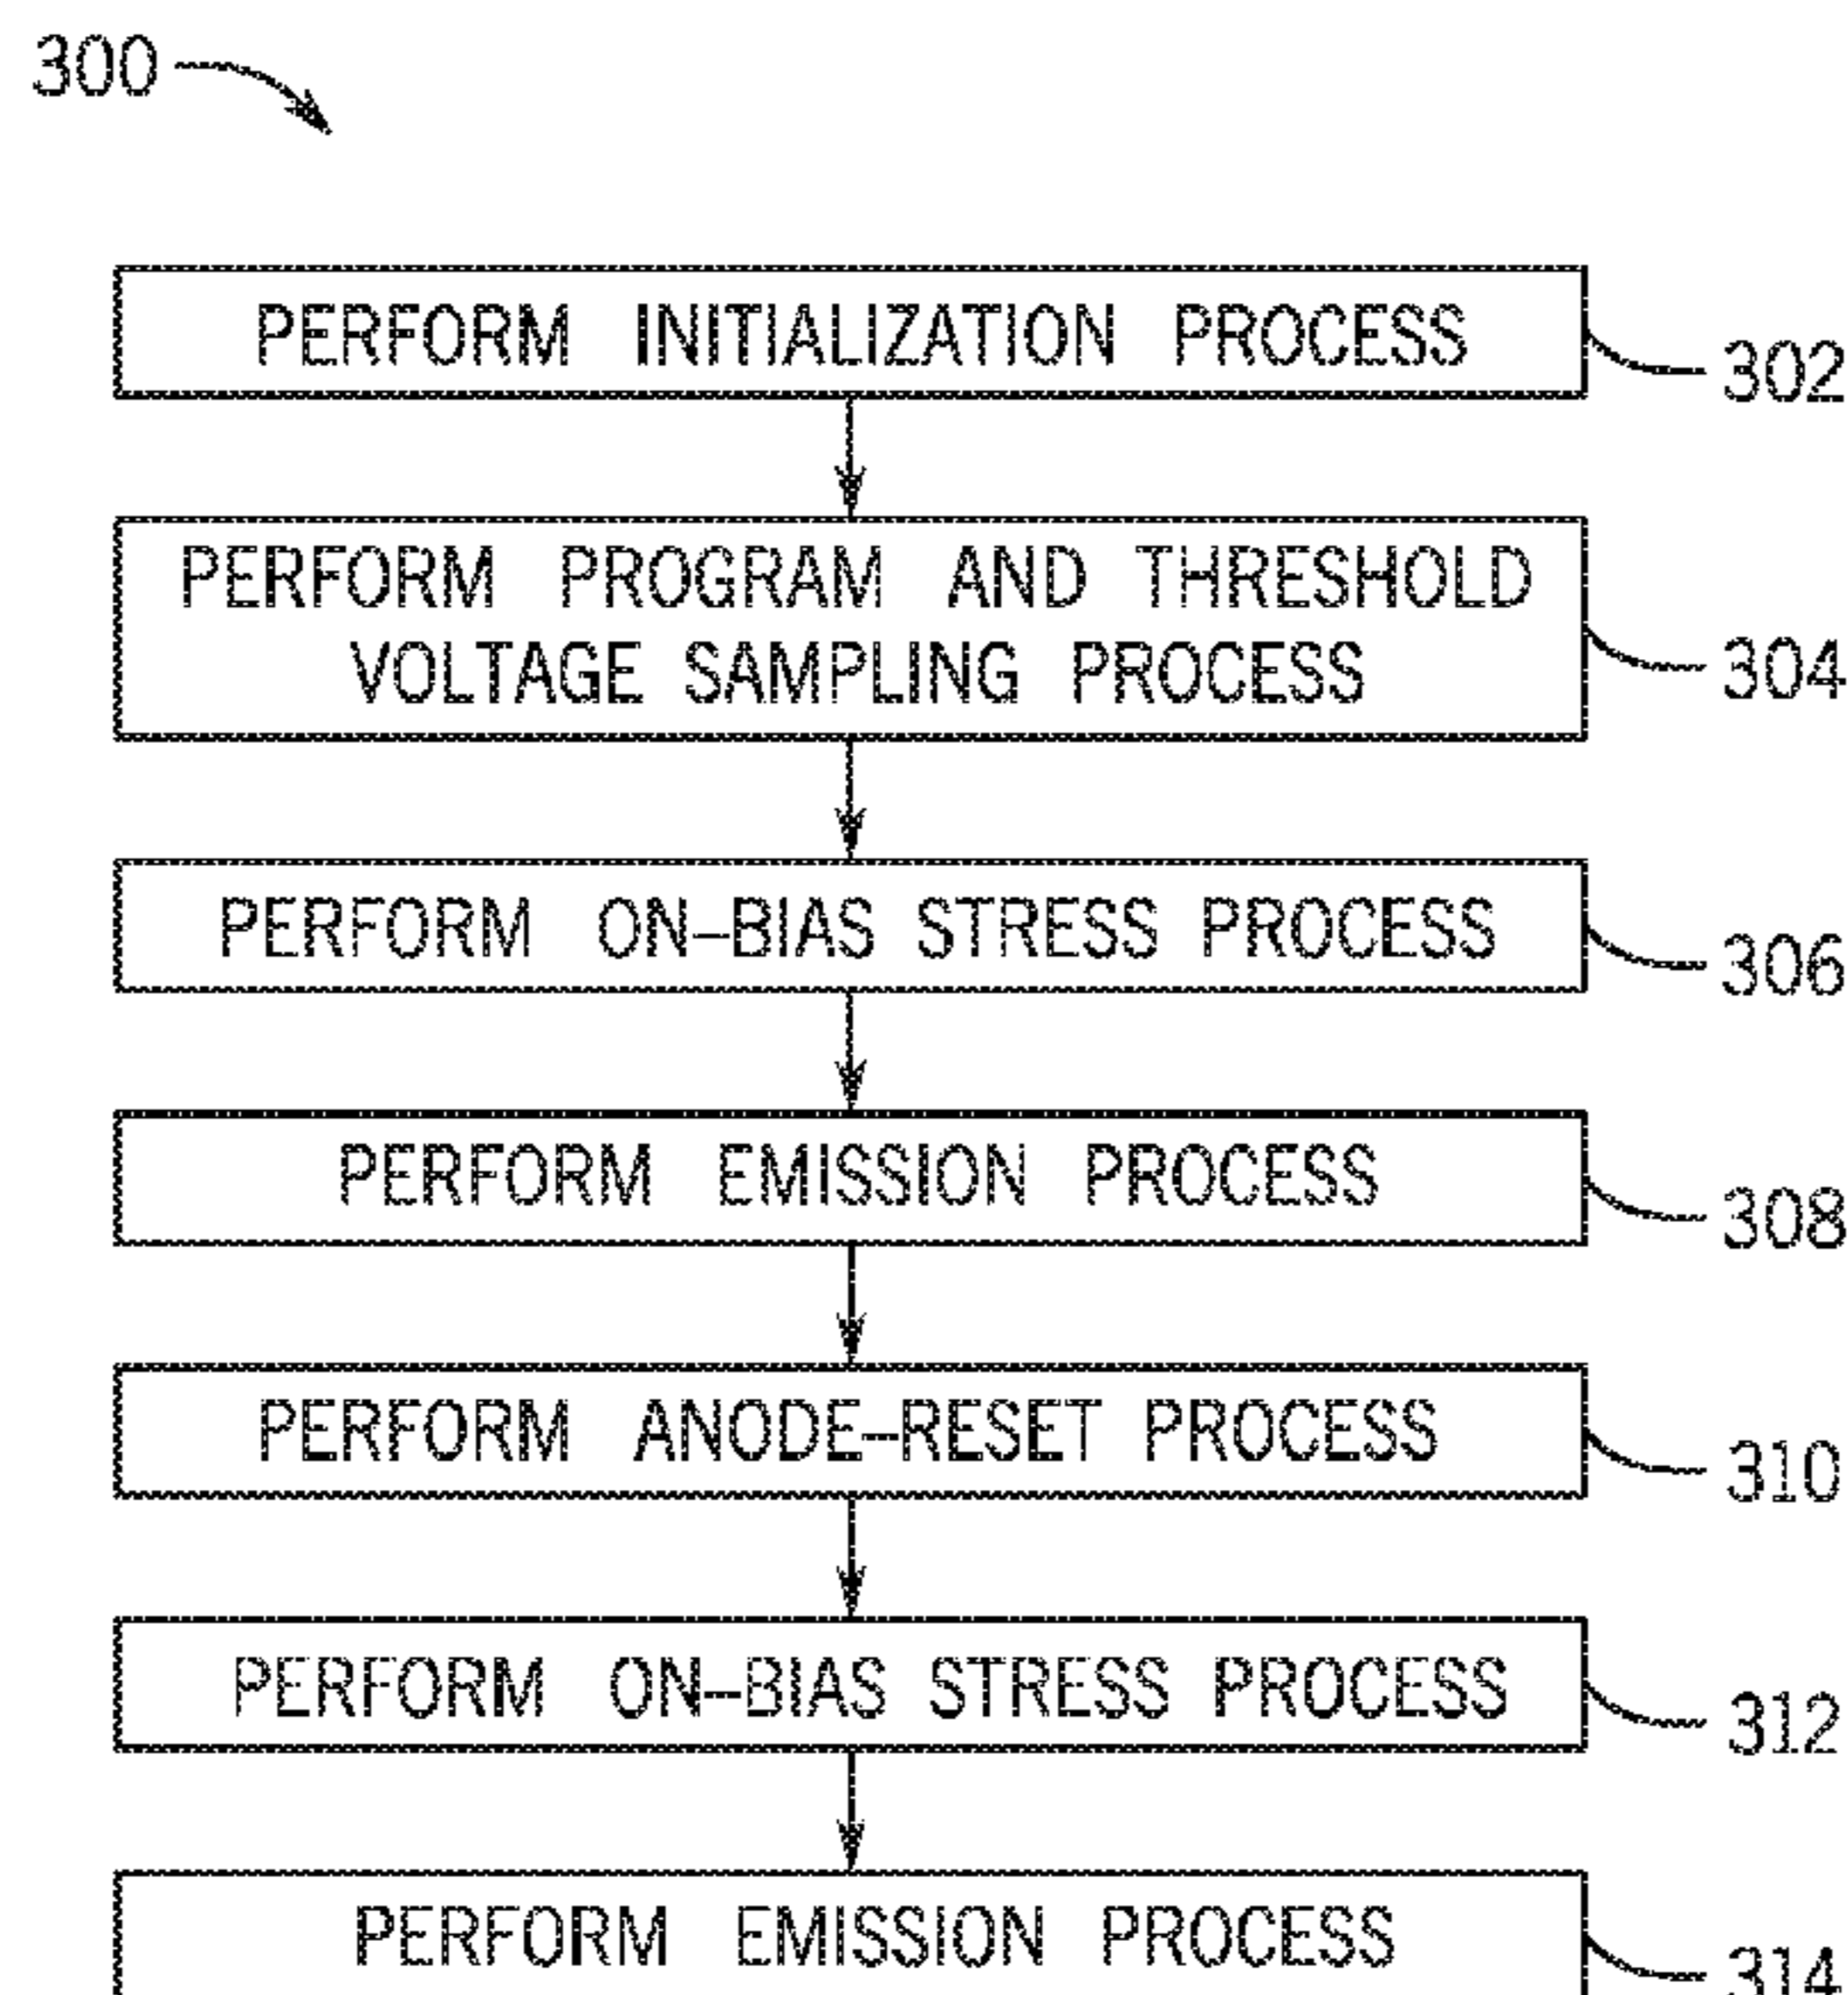 300
PERFORM INITIALIZATION PROCESS
302
PERFORM PROGRAM AND THRESHOLD
VOLTAGE SAMPLING PROCESS
304
PERFORM ON-BIAS STRESS PROCESS
306
PERFORM EMISSION PROCESS
308
PERFORM ANODE-RESET PROCESS
310
PERFORM ON-BIAS STRESS PROCESS
312
PERFORM EMISSION PROCESS
314